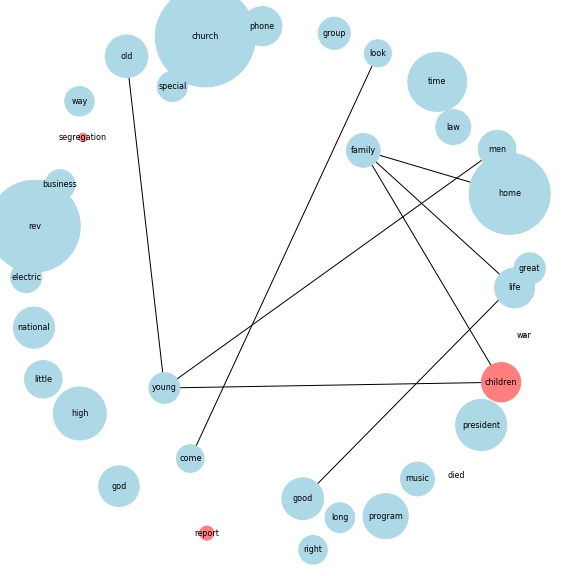 phone
group
church
look
old
time
special
way
law
segregation
men
family
business
home
rev
great
electric
life
national
war
little
children
young
high
president
come
died
music
god
good
program
long
report
right